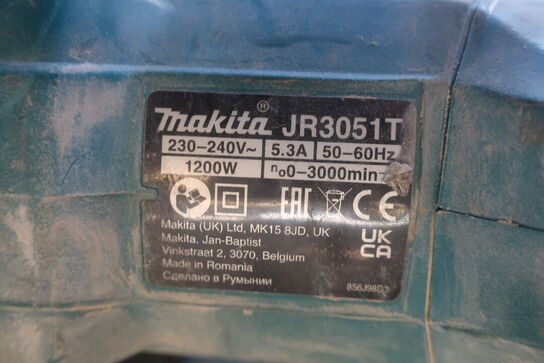 makita® JR3051T
230-240V~ 5.3A 50-60Hz
1200W n₀0-3000min
EAC CE
Makita (UK) Ltd, MK15 8JD, UK
Makita, Jan-Baptist
Vinkstraat 2, 3070, Belgium
Made in Romania
Сделано в Румынии
UK
CA
856J98D3